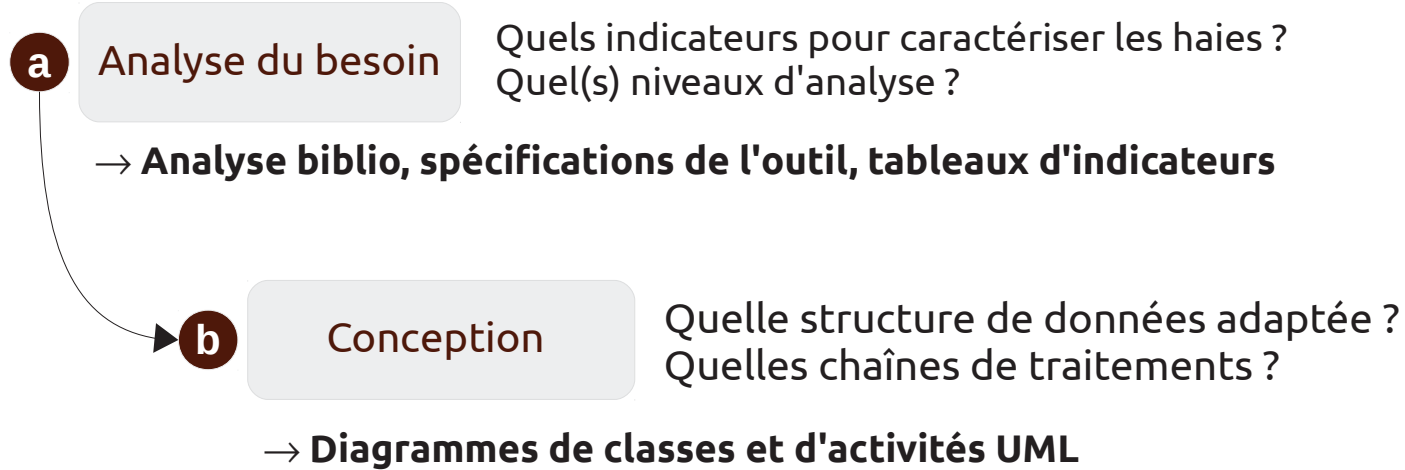 a
Analyse du besoin
Quels indicateurs pour caractériser les haies ?
Quel(s) niveaux d'analyse ?
→ Analyse biblio, spécifications de l'outil, tableaux d'indicateurs
b
Conception
Quelle structure de données adaptée ?
Quelles chaînes de traitements ?
→ Diagrammes de classes et d'activités UML